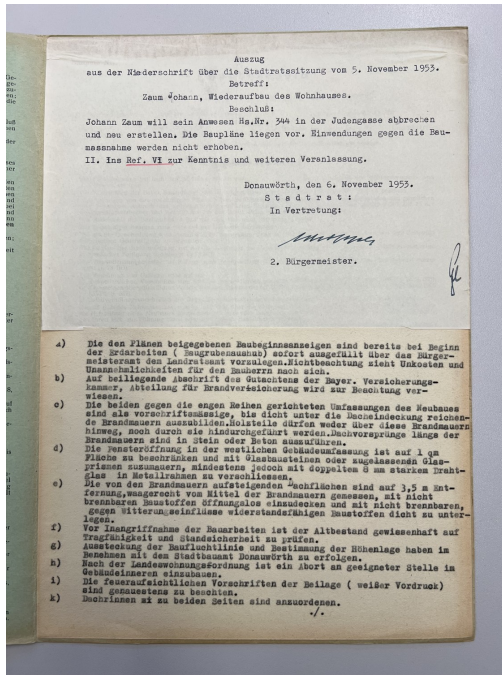 Auszug
aus der Niederschrift über die Stadtratssitzung vom 5. November 1953.
Betreff:
Zaum Johann, Wiederaufbau des Wohnhauses.
Beschluß:
Johann Zaum will sein Anwesen Hs.Nr. 344 in der Judengasse abbrechen
und neu erstellen. Die Baupläne liegen vor. Einwendungen gegen die Bau-
massnahme werden nicht erhoben.
II. Ins Ref. VI zur Kenntnis und weiteren Veranlassung.
Donauwörth, den 6. November 1953.
S t a d t r a t :
In Vertretung:
2. Bürgermeister.
a) Die den Plänen beigegebenen Baubeginnsanzeigen sind bereits bei Beginn
der Erdarbeiten ( Baugrubenaushub) sofort ausgefüllt über das Bürger-
meisteramt dem Landratsamt vorzulegen.Nichtbeachtung zieht Unkosten und
Unannehmlichkeiten für den Bauherrn nach sich.
b) Auf beiliegende Abschrift des Gutachtens der Bayer. Versicherungs-
kammer, Abteilung für Brandversicherung wird zur Beachtung ver-
wiesen.
c) Die beiden gegen die engen Reihen gerichteten Umfassungen des Neubaues
sind als vorschriftsmässige, bis dicht unter die Dacheindeckung reichen-
de Brandmauern auszubilden.Holzteile dürfen weder über diese Brandmauern
hinweg, noch durch sie hindurchgeführt werden.Dachvorsprünge längs der
Brandmauern sind in Stein oder Beton auszuführen.
d) Die Fensteröffnung in der westlichen Gebäudeumfassung ist auf 1 qm
Fläche zu beschränken und mit Glasbausteinen oder zugelassenen Glas-
prismen zuzumauern, mindestens jedoch mit doppeltem 8 mm starkem Draht-
glas in Metallrahmen zu verschliessen.
e) Die von den Brandmauern aufsteigenden Dachflächen sind auf 3,5 m Ent-
fernung,waagerecht vom Mittel der Brandmauern gemessen, mit nicht
brennbaren Baustoffen öffnungslos einzudecken und mit nicht brennbaren,
gegen Witterungseinflüsse widerstandsfähigen Baustoffen dicht zu unter-
legen.
f) Vor Inangriffnahme der Bauarbeiten ist der Altbestand gewissenhaft auf
Tragfähigkeit und Standsicherheit zu prüfen.
g) Aussteckung der Baufluchtlinie und Bestimmung der Höhenlage haben im
Benehmen mit dem Stadtbauamt Donauwörth zu erfolgen.
h) Nach der Landeswohnungsordnung ist ein Abort an geeigneter Stelle im
Gebäudeinneren einzubauen.
i) Die feueraufsichtlichen Vorschriften der Beilage ( weißer Vordruck)
sind genauestens zu beachten.
k) Dachrinnen zu beiden Seiten sind anzuordnen.
./.